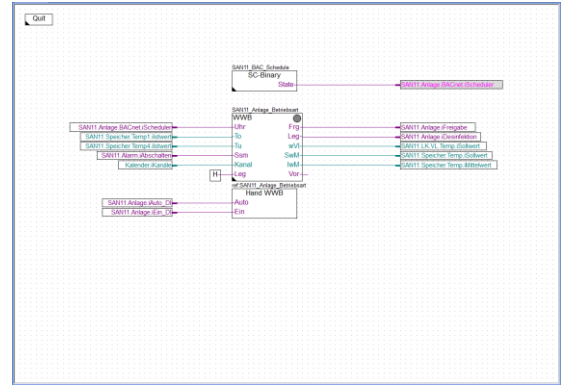 Quit
SAN11_BAC_Schedule
SC-Binary
State
SAN11.Anlage.BACnet.iScheduler
SAN11_Anlage_Betriebsart
WWB
SAN11.Anlage.BACnet.iScheduler Uhr Frg SAN11.Anlage.iFreigabe
SAN11.Speicher.Temp1.iIstwert To Leg SAN11.Anlage.iDesinfektion
SAN11.Speicher.Temp4.iIstwert Tu wVl SAN11.LK.VL.Temp.iSollwert
SAN11.Alarm.iAbschalten Ssm SwM SAN11.Speicher.Temp.iSollwert
Kalender.iKanäle Kanal IwM SAN11.Speicher.Temp.iMittelwert
H Leg Vor
ref:SAN11_Anlage_Betriebsart
Hand WWB
SAN11.Anlage.iAuto_DI Auto
SAN11.Anlage.iEin_DI Ein